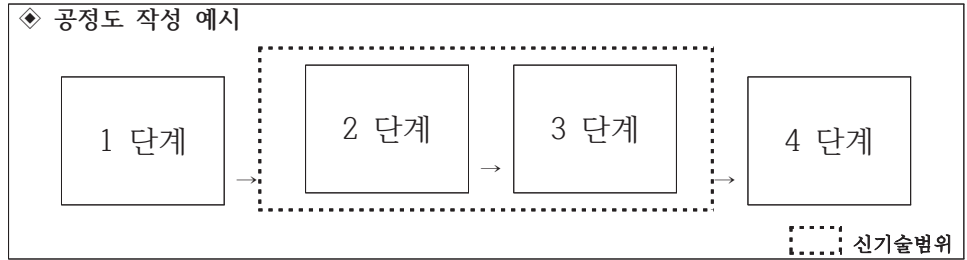 ◈ 공정도 작성 예시
1 단계
→
2 단계
→
3 단계
→
4 단계
신기술범위